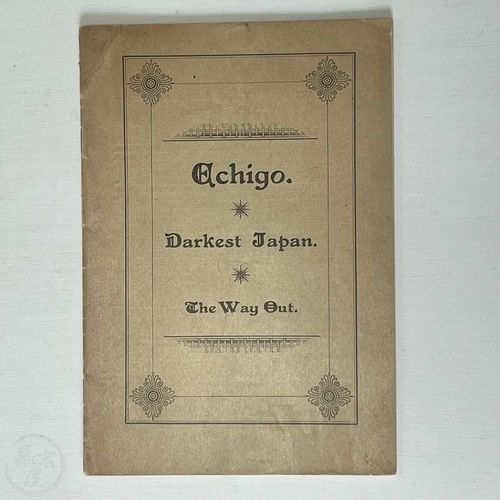 Echigo.
Darkest Japan.
The Way Out.